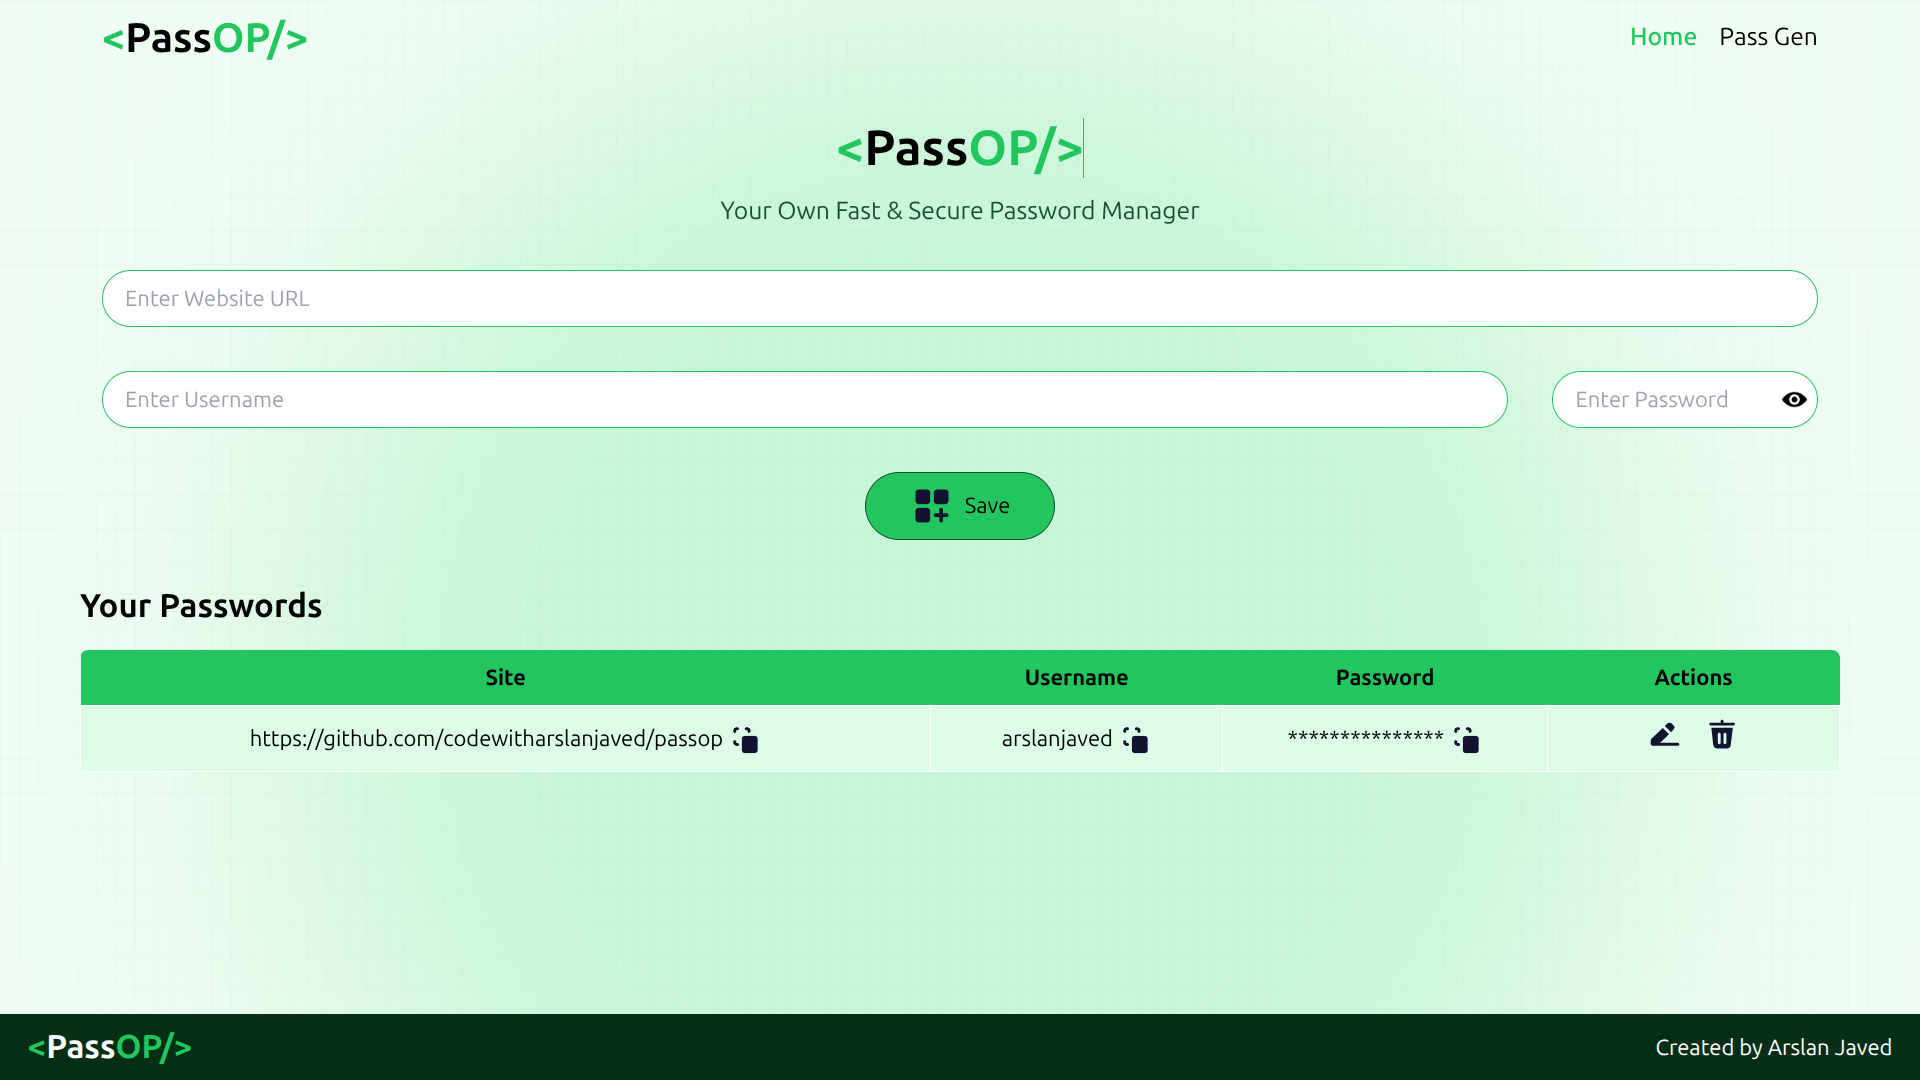 <PassOP/>
Home Pass Gen
<PassOP/>
Your Own Fast & Secure Password Manager
Enter Website URL
Enter Username
Enter Password
Save
Your Passwords
Site Username Password Actions
https://github.com/codewitharslanjaved/passop arslanjaved ***************
<PassOP/>
Created by Arslan Javed